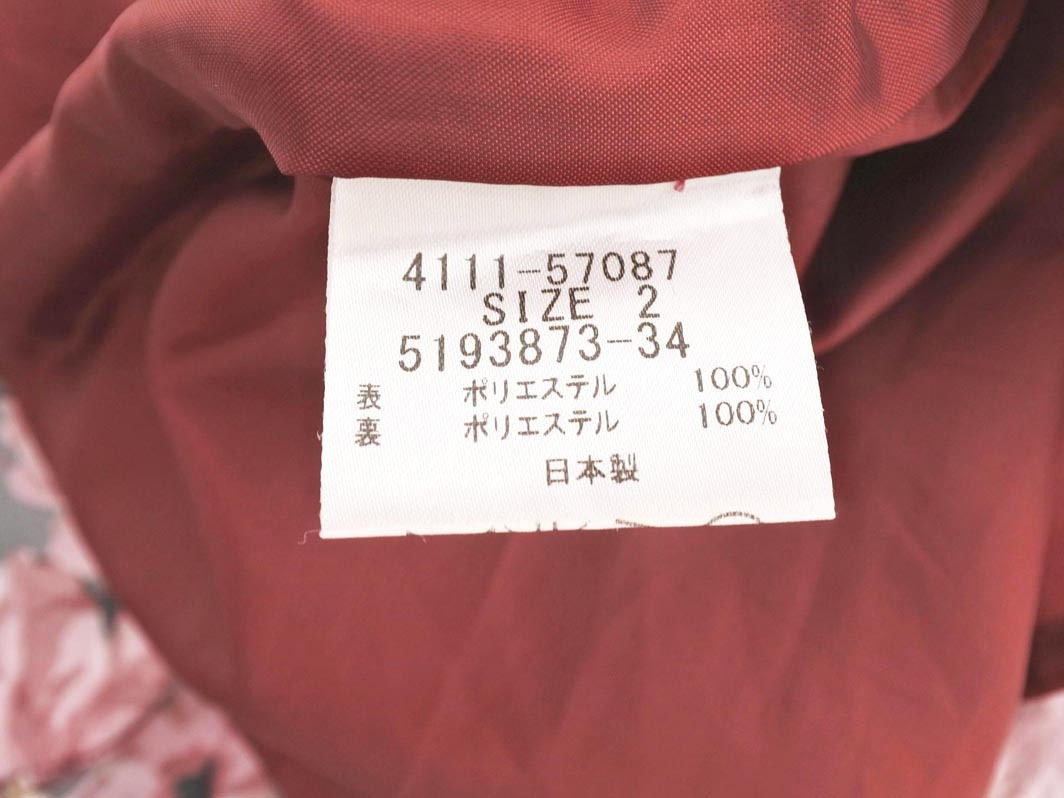 4111-57087
SIZE 2
5193873-34
表 ポリエステル 100%
裏 ポリエステル 100%
日本製